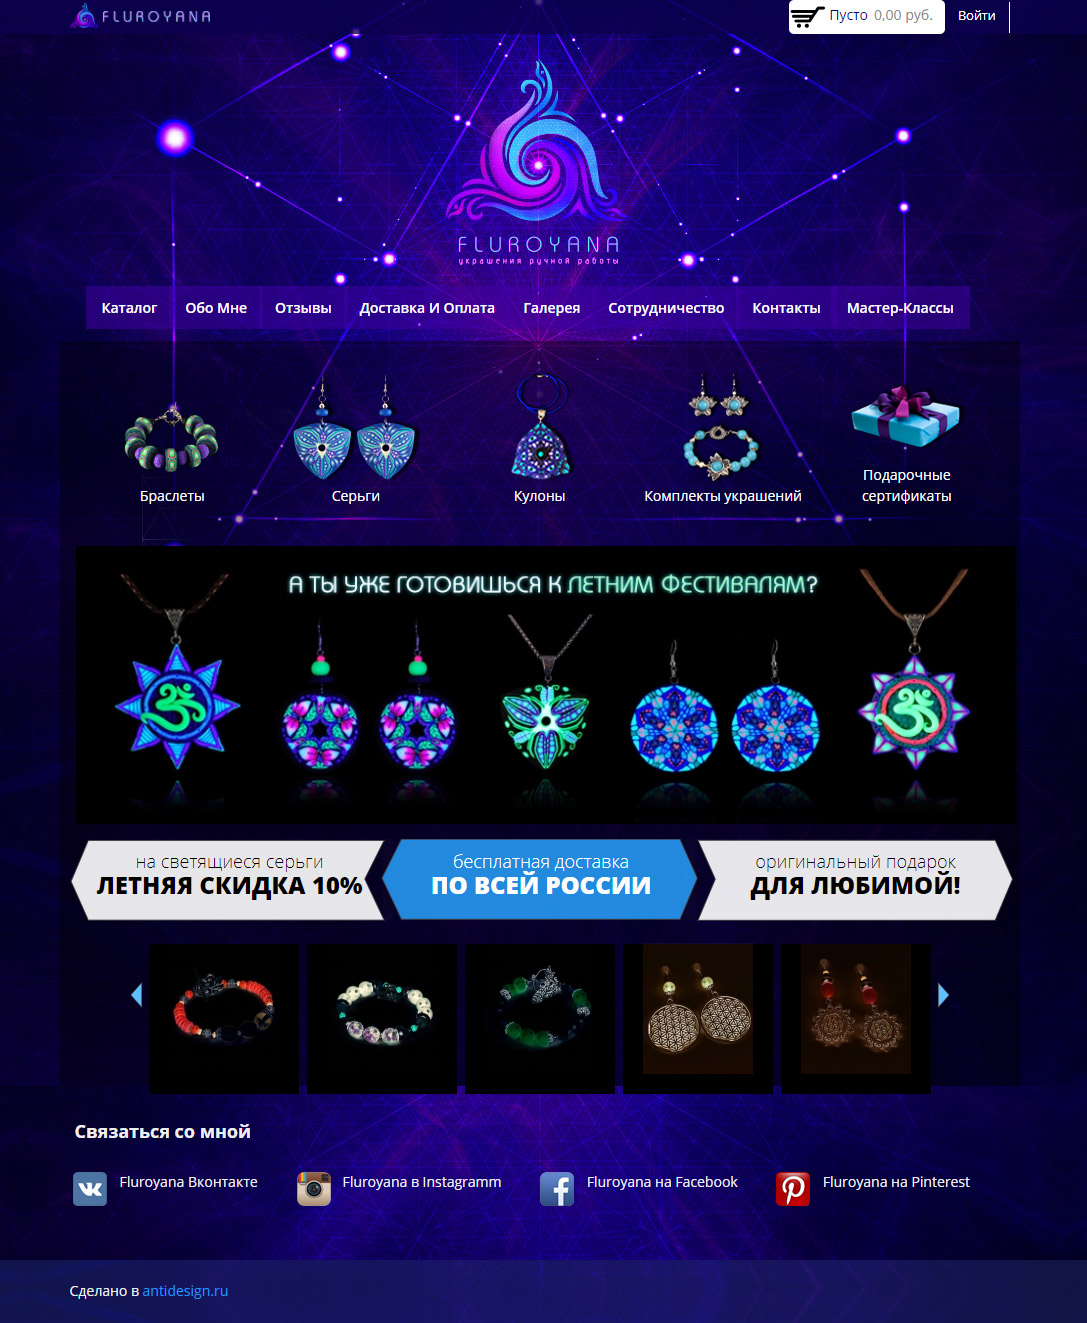 FLUROYANA
Пусто 0,00 руб.
Войти
FLUROYANA
украшения ручной работы
Каталог
Обо Мне
Отзывы
Доставка И Оплата
Галерея
Сотрудничество
Контакты
Мастер-Классы
Браслеты
Серьги
Кулоны
Комплекты украшений
Подарочные
сертификаты
А ТЫ УЖЕ ГОТОВИШЬСЯ К ЛЕТНИМ ФЕСТИВАЛЯМ?
на светящиеся серьги
ЛЕТНЯЯ СКИДКА 10%
бесплатная доставка
ПО ВСЕЙ РОССИИ
оригинальный подарок
ДЛЯ ЛЮБИМОЙ!
Связаться со мной
Fluroyana Вконтакте
Fluroyana в Instagramm
Fluroyana на Facebook
Fluroyana на Pinterest
Сделано в antidesign.ru